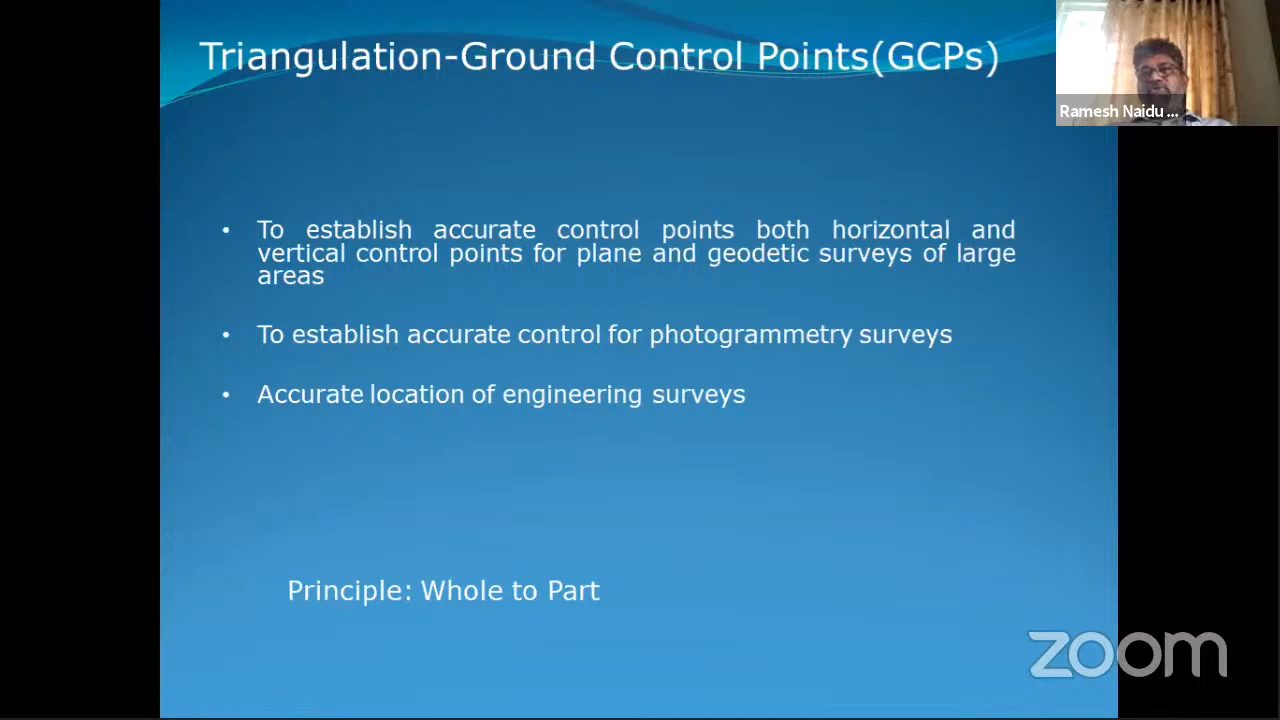 Triangulation-Ground Control Points(GCPs)
Ramesh Naidu ...
• To establish accurate control points both horizontal and
vertical control points for plane and geodetic surveys of large
areas
• To establish accurate control for photogrammetry surveys
• Accurate location of engineering surveys
Principle: Whole to Part
zoom